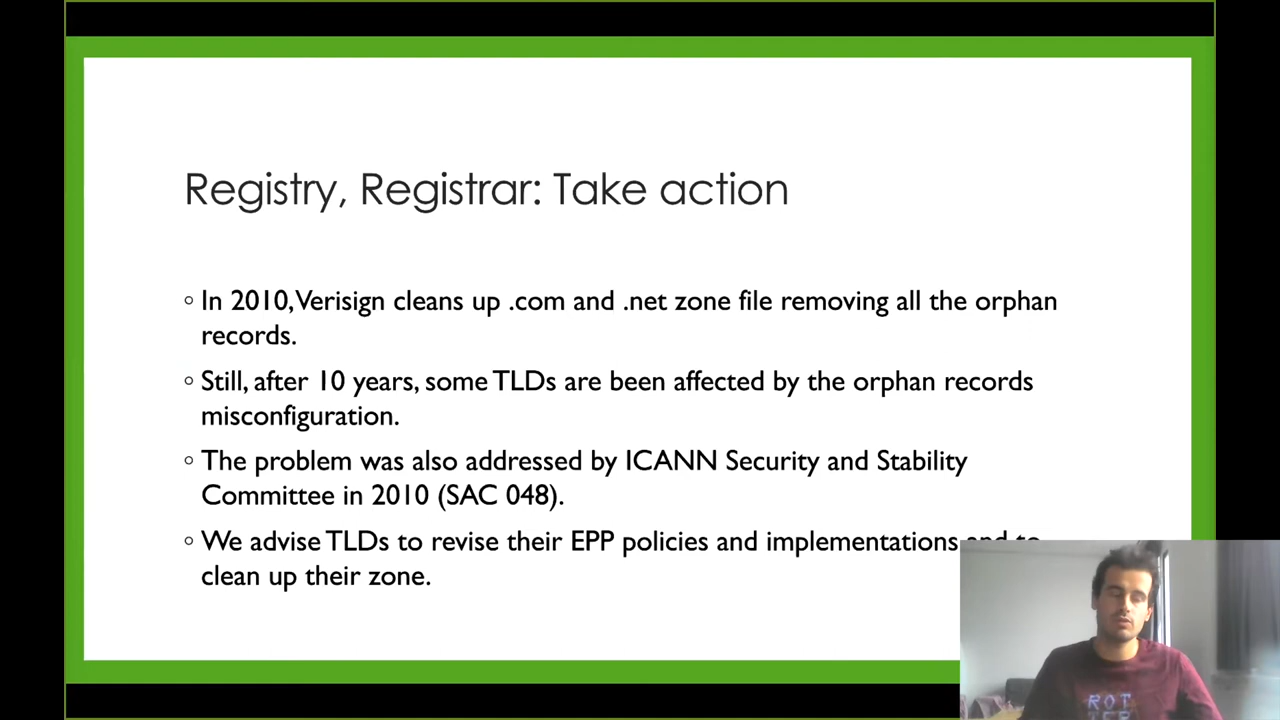 Registry, Registrar: Take action
○ In 2010, Verisign cleans up .com and .net zone file removing all the orphan
records.
○ Still, after 10 years, some TLDs are been affected by the orphan records
misconfiguration.
○ The problem was also addressed by ICANN Security and Stability
Committee in 2010 (SAC 048).
○ We advise TLDs to revise their EPP policies and implementations and to
clean up their zone.
ROT